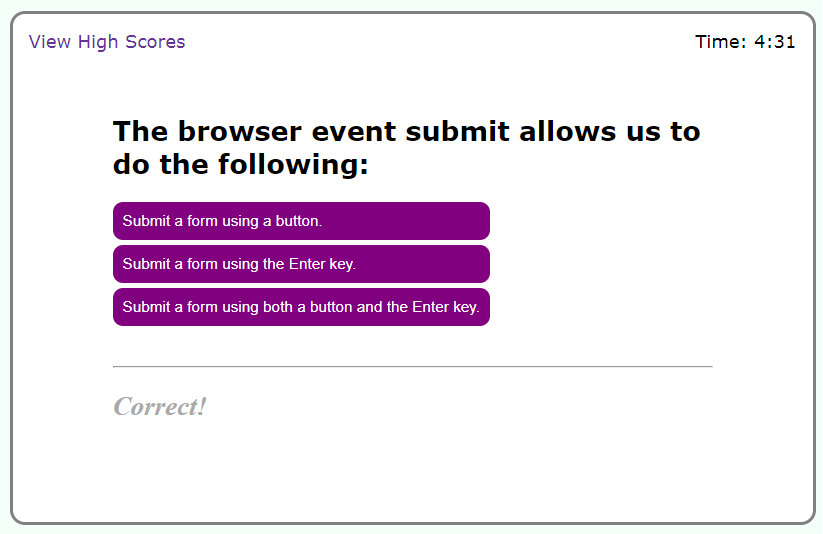 View High Scores
Time: 4:31
The browser event submit allows us to
do the following:
Submit a form using a button.
Submit a form using the Enter key.
Submit a form using both a button and the Enter key.
Correct!